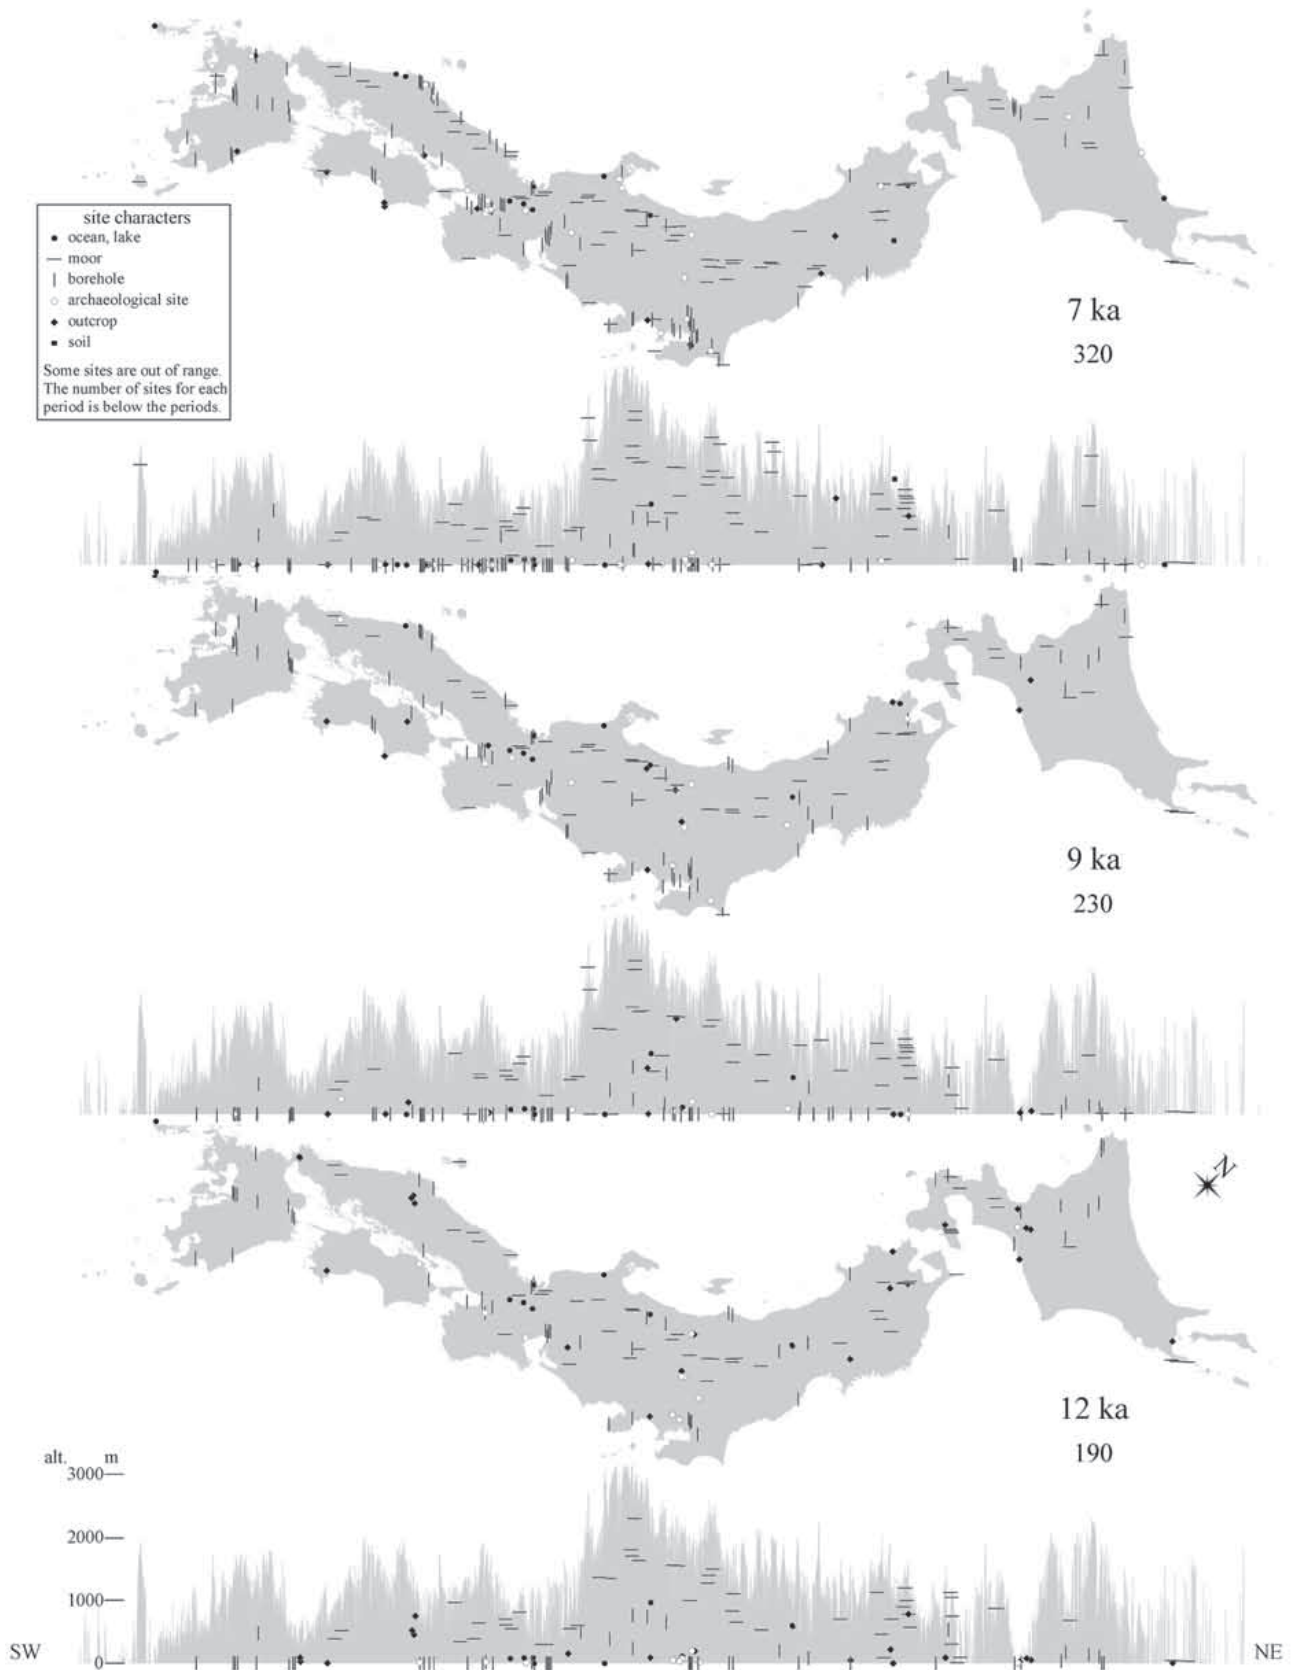 site characters
ocean, lake
moor
borehole
archaeological site
outcrop
soil
Some sites are out of range.
The number of sites for each
period is below the periods.
7 ka
320
9 ka
230
N
12 ka
190
alt. m
3000
2000
1000
0
SW
NE